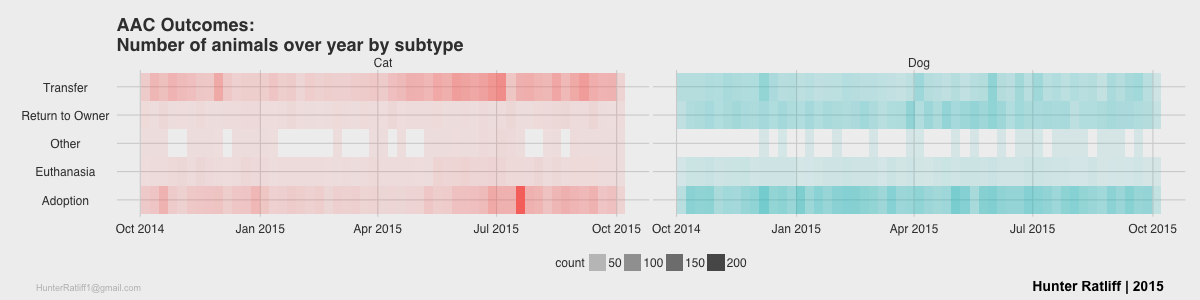 AAC Outcomes:
Number of animals over year by subtype
Cat
Dog
Transfer
Return to Owner
Other
Euthanasia
Adoption
Oct 2014
Jan 2015
Apr 2015
Jul 2015
Oct 2015
Oct 2014
Jan 2015
Apr 2015
Jul 2015
Oct 2015
count 50 100 150 200
HunterRatliff1@gmail.com
Hunter Ratliff | 2015